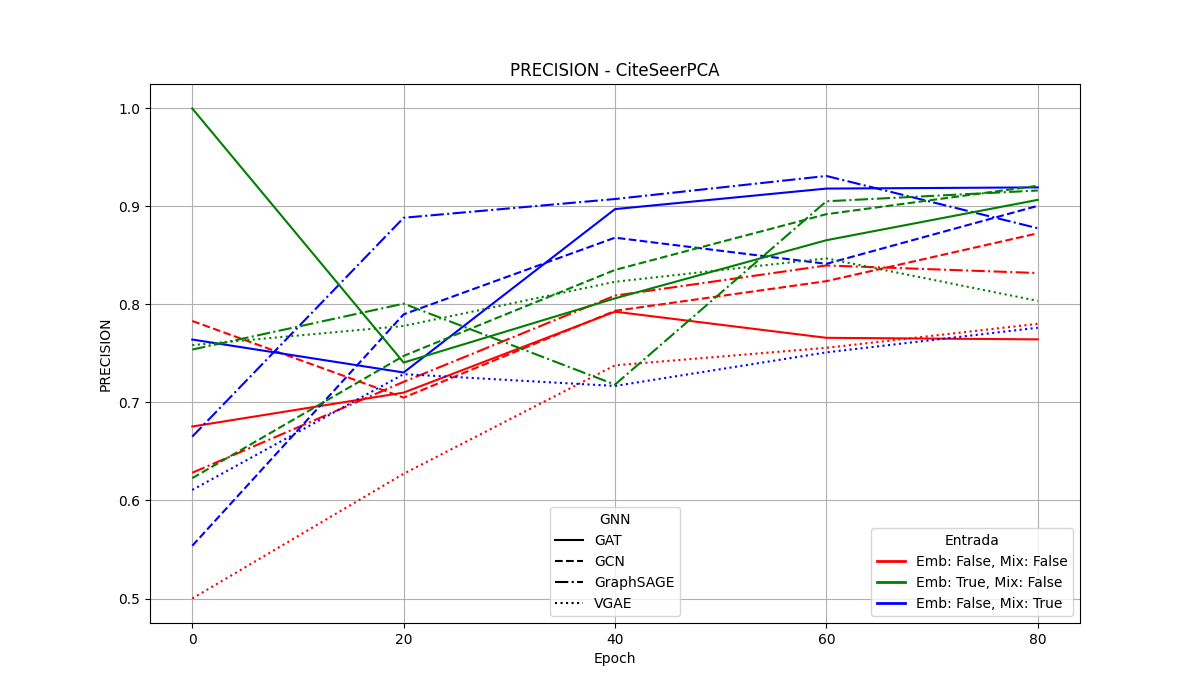 PRECISION - CiteSeerPCA
PRECISION
1.0
0.9
0.8
0.7
0.6
0.5
0
20
40
60
80
Epoch
GNN
GAT
GCN
GraphSAGE
VGAE
Entrada
Emb: False, Mix: False
Emb: True, Mix: False
Emb: False, Mix: True